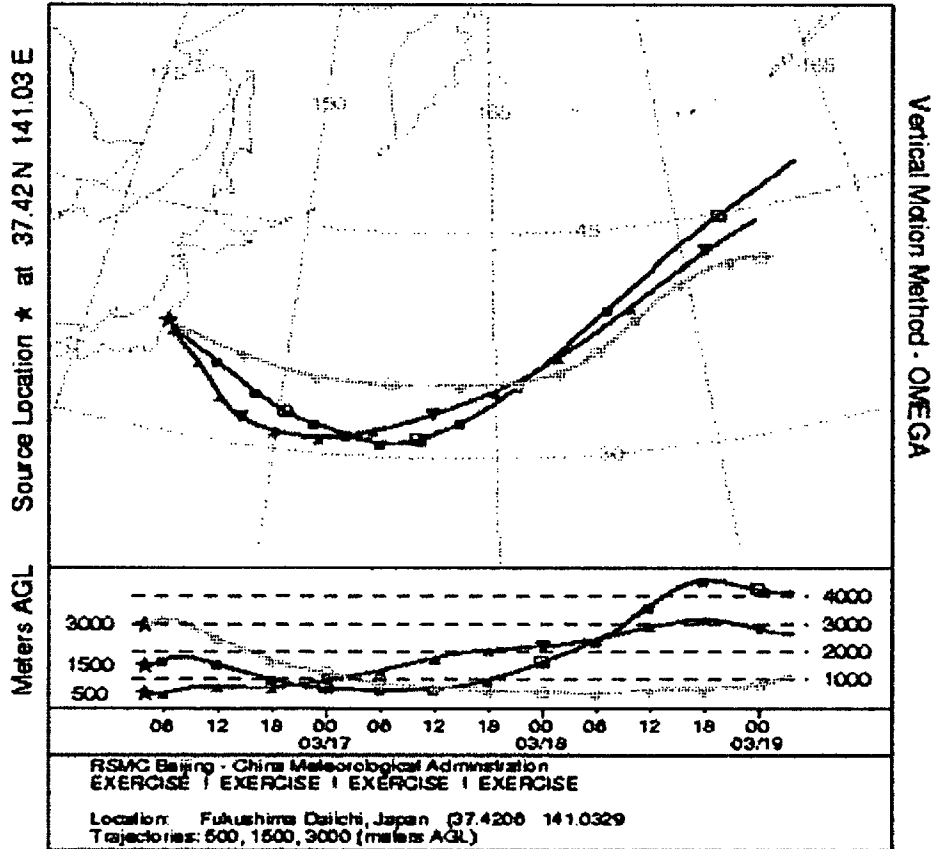 Source Location ★ at 37.42 N 141.03 E
Vertical Motion Method - OMEGA
150
165
45
Meters AGL
3000
1500
500
4000
3000
2000
1000
06 12 18 00 06 12 18 00 06 12 18 00
03/17 03/18 03/19
RSMC Beijing - China Meteorological Adminstration
EXERCISE ! EXERCISE ! EXERCISE ! EXERCISE
Location: Fukushima Daiichi, Japan (37.4206 141.0329
Trajectories: 500, 1500, 3000 (meters AGL)